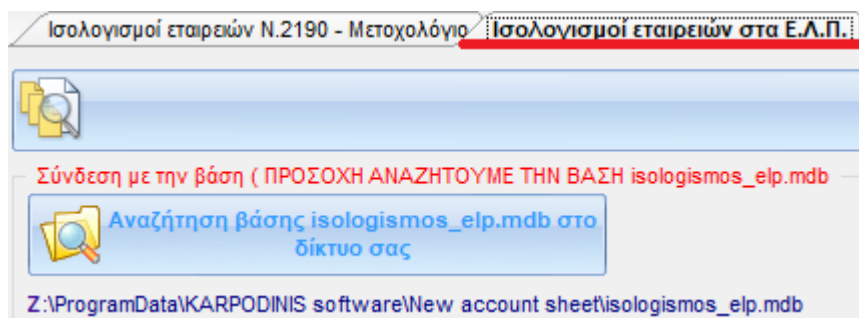 Ισολογισμοί εταιρειών Ν.2190 - Μετοχολόγιο Ισολογισμοί εταιρειών στα Ε.Λ.Π.
Σύνδεση με την βάση ( ΠΡΟΣΟΧΗ ΑΝΑΖΗΤΟΥΜΕ ΤΗΝ ΒΑΣΗ isologismos_elp.mdb
Αναζήτηση βάσης isologismos_elp.mdb στο
δίκτυο σας
Z:\ProgramData\KARPODINIS software\New account sheet\isologismos_elp.mdb